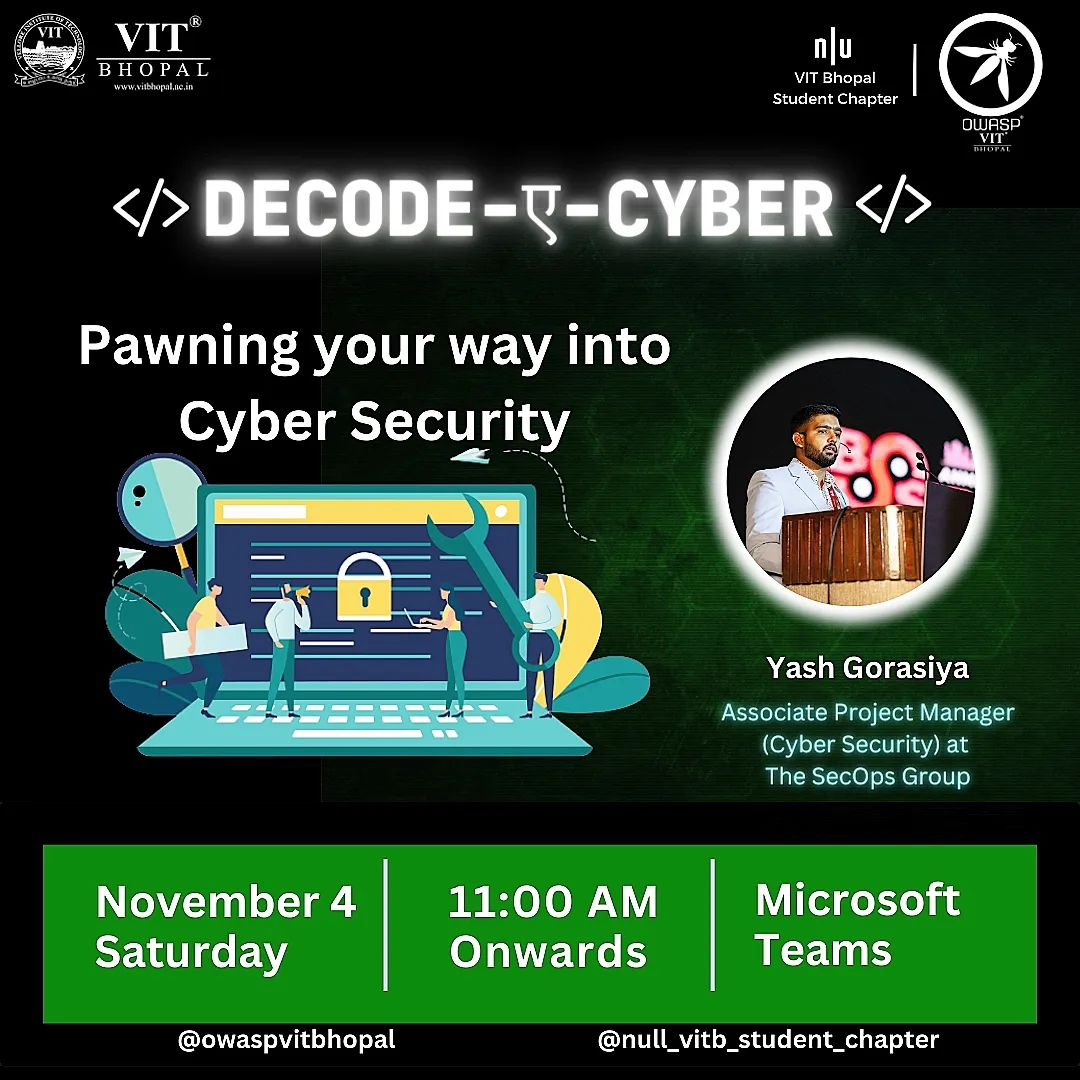 VIT®
BHOPAL
www.vitbhopal.ac.in
VIT
n|u
VIT Bhopal
Student Chapter
OWASP®
VIT®
BHOPAL
</> DECODE-ए-CYBER </>
Pawning your way into
Cyber Security
Yash Gorasiya
Associate Project Manager
(Cyber Security) at
The SecOps Group
November 4
Saturday
11:00 AM
Onwards
Microsoft
Teams
@owaspvitbhopal
@null_vitb_student_chapter